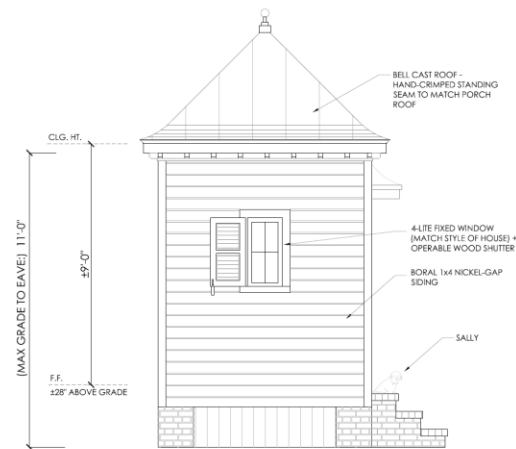 BELL CAST ROOF -
HAND-CRIMPED STANDING
SEAM TO MATCH PORCH
ROOF
CLG. HT.
(MAX GRADE TO EAVE:) 11'-0"
±9'-0"
4-LITE FIXED WINDOW
(MATCH STYLE OF HOUSE) +
OPERABLE WOOD SHUTTER
BORAL 1x4 NICKEL-GAP
SIDING
SALLY
F.F.
±28" ABOVE GRADE